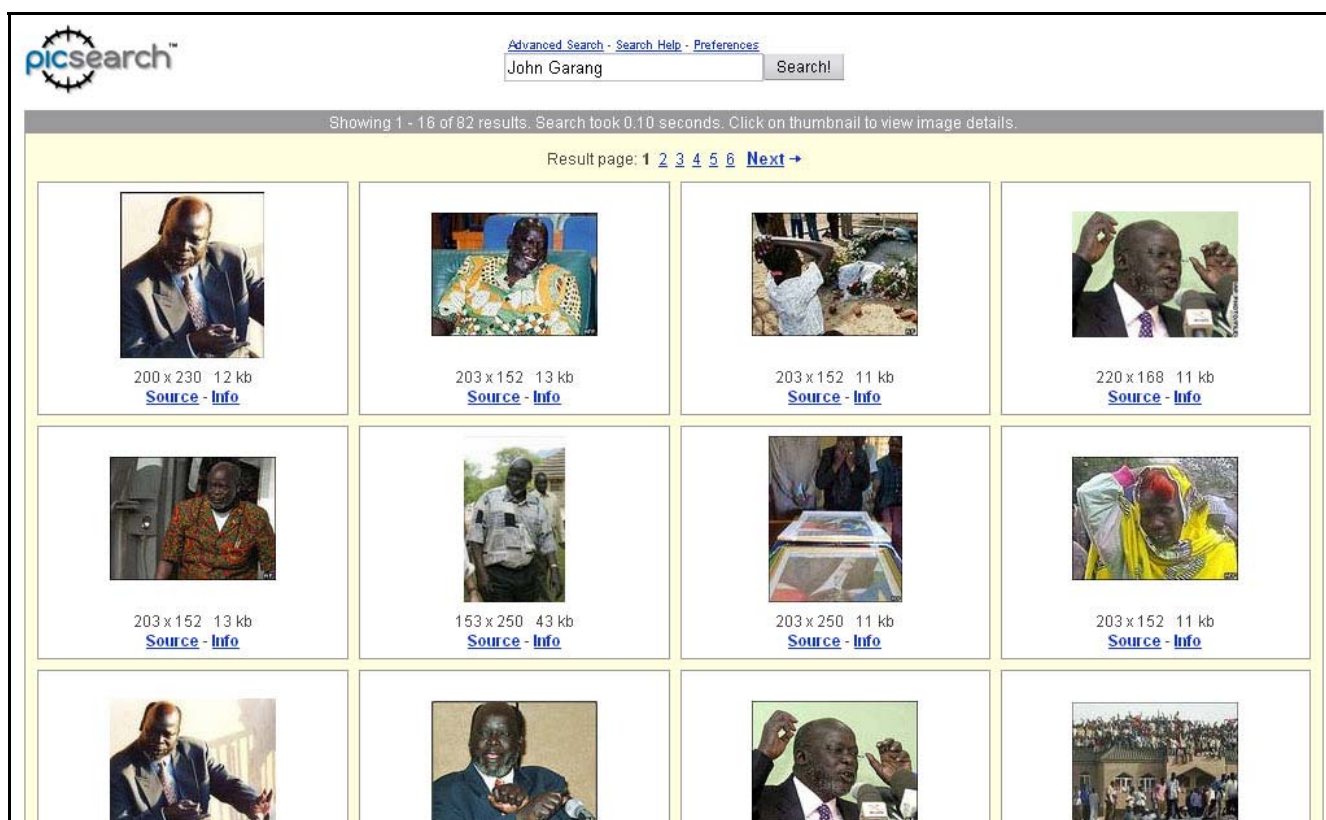 picsearch™
Advanced Search - Search Help - Preferences
John Garang Search!
Showing 1 - 16 of 82 results. Search took 0.10 seconds. Click on thumbnail to view image details.
Result page: 1 2 3 4 5 6 Next →
200 x 230 12 kb
Source - Info
203 x 152 13 kb
Source - Info
203 x 152 11 kb
Source - Info
220 x 168 11 kb
Source - Info
203 x 152 13 kb
Source - Info
153 x 250 43 kb
Source - Info
203 x 250 11 kb
Source - Info
203 x 152 11 kb
Source - Info